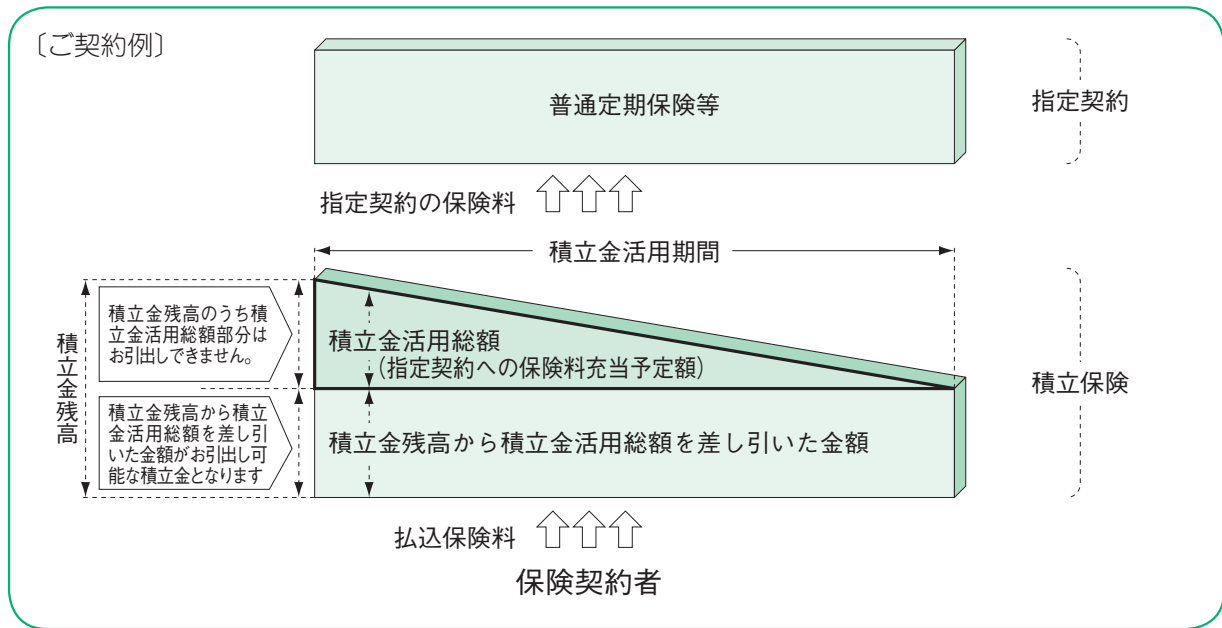 〔ご契約例〕
普通定期保険等
指定契約
指定契約の保険料
積立金活用期間
積立金残高
積立金残高のうち積
立金活用総額部分は
お引出しできません。
積立金活用総額
(指定契約への保険料充当予定額)
積立保険
積立金残高から積立
金活用総額を差し引
いた金額がお引出し可
能な積立金となります
積立金残高から積立金活用総額を差し引いた金額
払込保険料
保険契約者